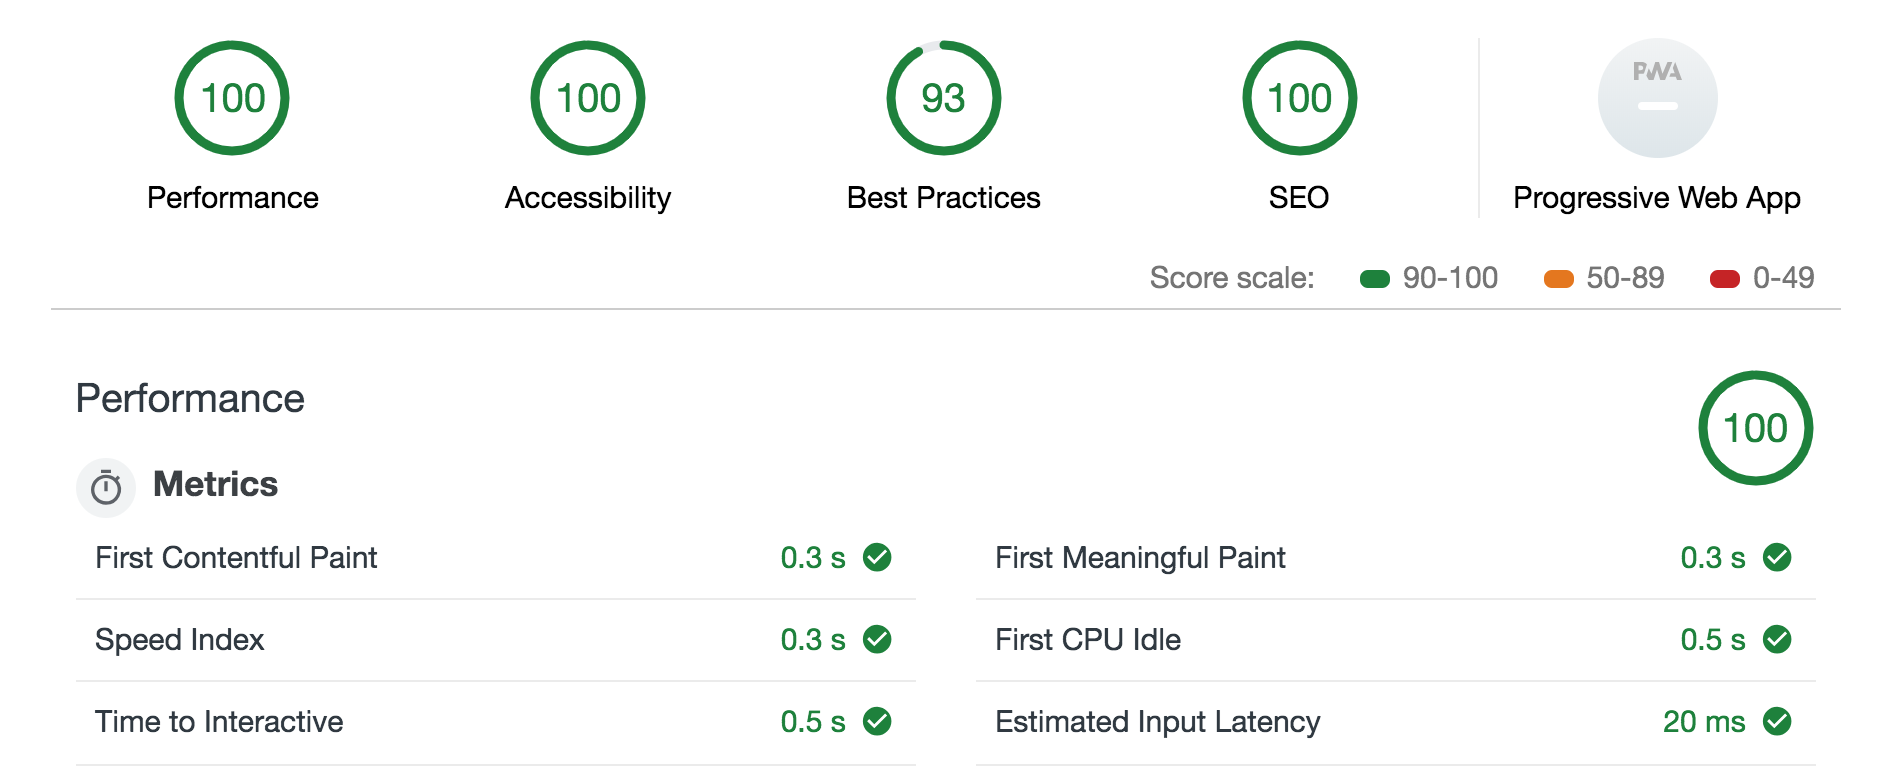 100 100 93 100 PWA
Performance Accessibility Best Practices SEO Progressive Web App
Score scale: 90-100 50-89 0-49
Performance
100
Metrics
First Contentful Paint 0.3 s First Meaningful Paint 0.3 s
Speed Index 0.3 s First CPU Idle 0.5 s
Time to Interactive 0.5 s Estimated Input Latency 20 ms